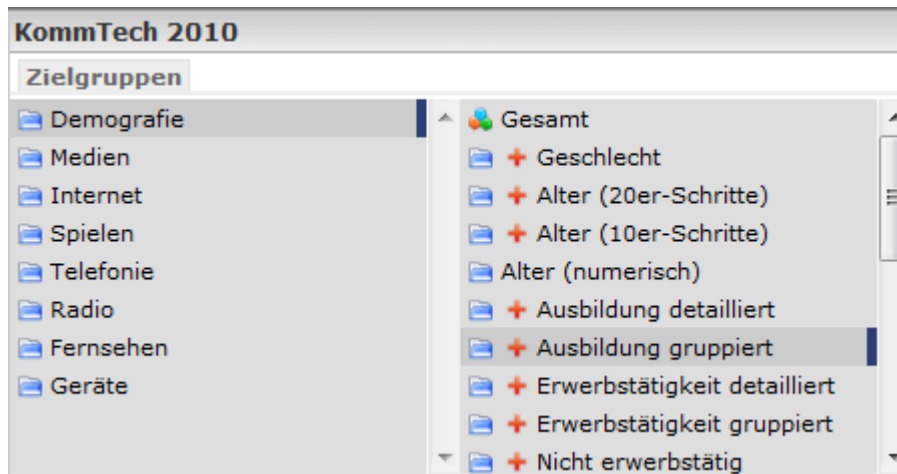 KommTech 2010
Zielgruppen
Demografie
Medien
Internet
Spielen
Telefonie
Radio
Fernsehen
Geräte
Gesamt
Geschlecht
Alter (20er-Schritte)
Alter (10er-Schritte)
Alter (numerisch)
Ausbildung detailliert
Ausbildung gruppiert
Erwerbstätigkeit detailliert
Erwerbstätigkeit gruppiert
Nicht erwerbstätig